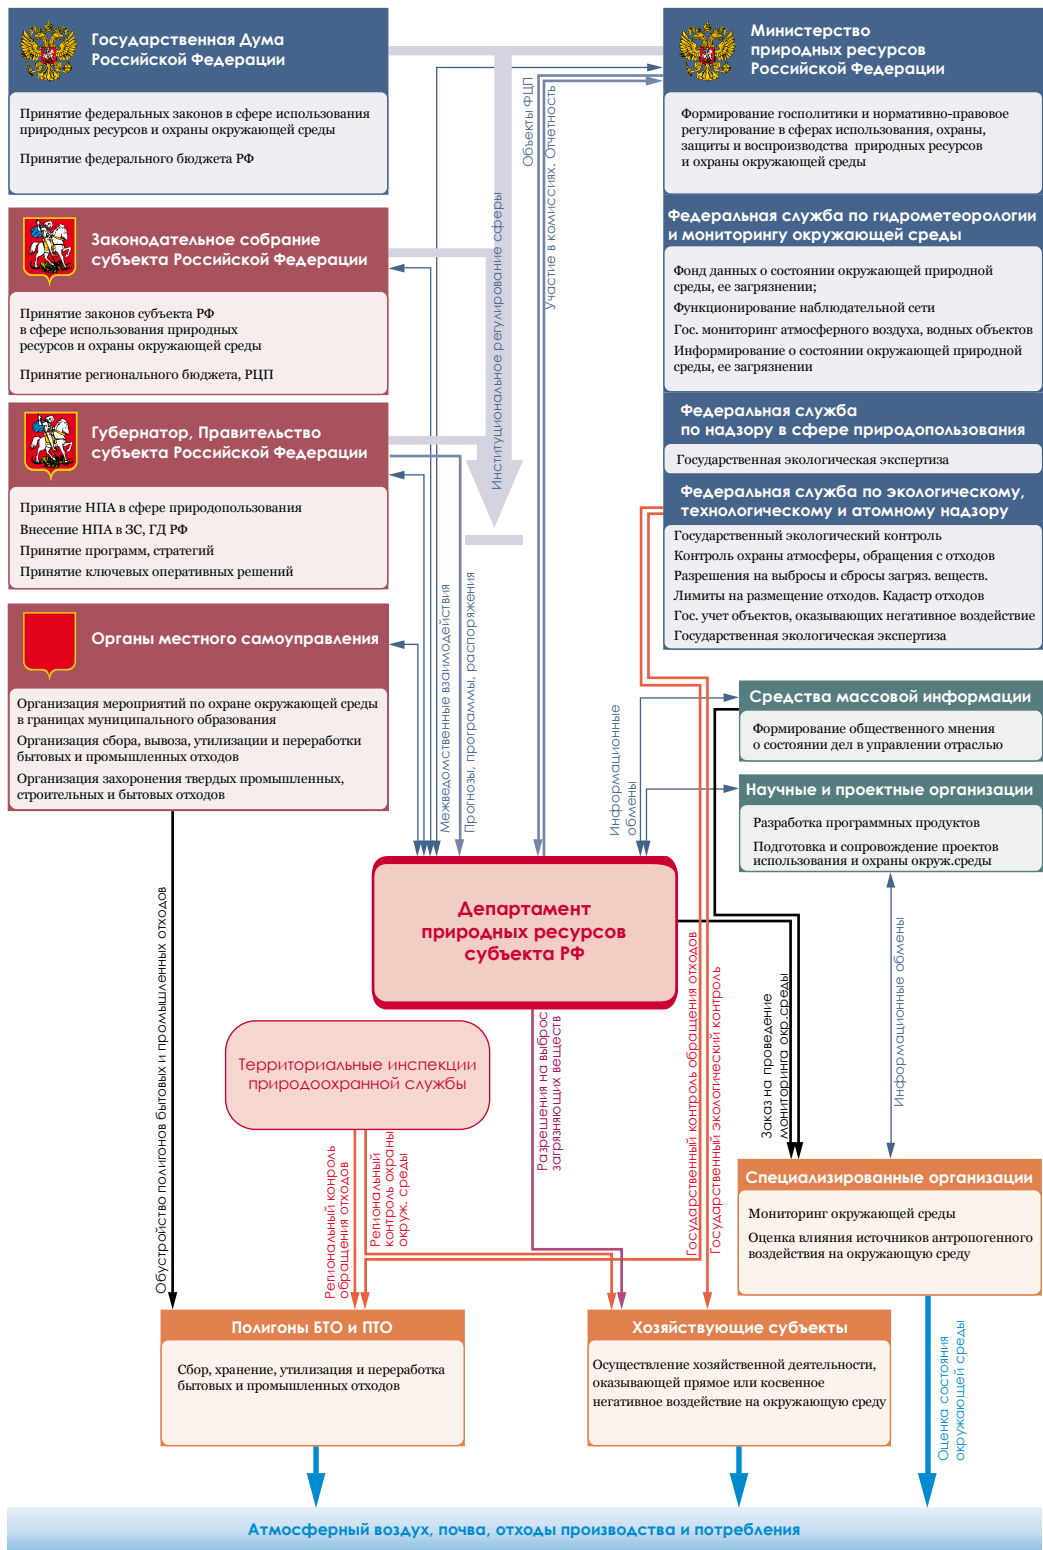 Государственная Дума
Российской Федерации
Принятие федеральных законов в сфере использования
природных ресурсов и охраны окружающей среды
Принятие федерального бюджета РФ
Законодательное собрание
субъекта Российской Федерации
Принятие законов субъекта РФ
в сфере использования природных
ресурсов и охраны окружающей среды
Принятие регионального бюджета, РЦП
Губернатор, Правительство
субъекта Российской Федерации
Принятие НПА в сфере природопользования
Внесение НПА в ЗС, ГД РФ
Принятие программ, стратегий
Принятие ключевых оперативных решений
Органы местного самоуправления
Организация мероприятий по охране окружающей среды
в границах муниципального образования
Организация сбора, вывоза, утилизации и переработки
бытовых и промышленных отходов
Организация захоронения твердых промышленных,
строительных и бытовых отходов
Министерство
природных ресурсов
Российской Федерации
Формирование госполитики и нормативно-правовое
регулирование в сферах использования, охраны,
защиты и воспроизводства природных ресурсов
и охраны окружающей среды
Федеральная служба по гидрометеорологии
и мониторингу окружающей среды
Фонд данных о состоянии окружающей природной
среды, ее загрязнении;
Функционирование наблюдательной сети
Гос. мониторинг атмосферного воздуха, водных объектов
Информирование о состоянии окружающей природной
среды, ее загрязнении
Федеральная служба
по надзору в сфере природопользования
Государственная экологическая экспертиза
Федеральная служба по экологическому,
технологическому и атомному надзору
Государственный экологический контроль
Контроль охраны атмосферы, обращения с отходов
Разрешения на выбросы и сбросы загряз. веществ.
Лимиты на размещение отходов. Кадастр отходов
Гос. учет объектов, оказывающих негативное воздействие
Государственная экологическая экспертиза
Объекты ФЦП
Участие в комиссиях. Отчетность
Институциональное регулирование сферы
Межведомственные взаимодействия
Прогнозы, программы, распоряжения
Информационные
обмены
Средства массовой информации
Формирование общественного мнения
о состоянии дел в управлении отраслью
Научные и проектные организации
Разработка программных продуктов
Подготовка и сопровождение проектов
использования и охраны окруж.среды
Департамент
природных ресурсов
субъекта РФ
Территориальные инспекции
природоохранной службы
Обустройство полигонов бытовых и промышленных отходов
Региональный конроль
обращения отходов
Региональный
контроль охраны
окруж. среды
Разрешения на выброс
загрязняющих веществ
Государственный контроль обращения отходов
Государственный экологический контроль
Заказ на проведение
мониторинга окр.среды
Информационные обмены
Специализированные организации
Мониторинг окружающей среды
Оценка влияния источников антропогенного
воздействия на окружающую среду
Полигоны БТО и ПТО
Сбор, хранение, утилизация и переработка
бытовых и промышленных отходов
Хозяйствующие субъекты
Осуществление хозяйственной деятельности,
оказывающей прямое или косвенное
негативное воздействие на окружающую среду
Оценка состояния
окружающей среды
Атмосферный воздух, почва, отходы производства и потребления